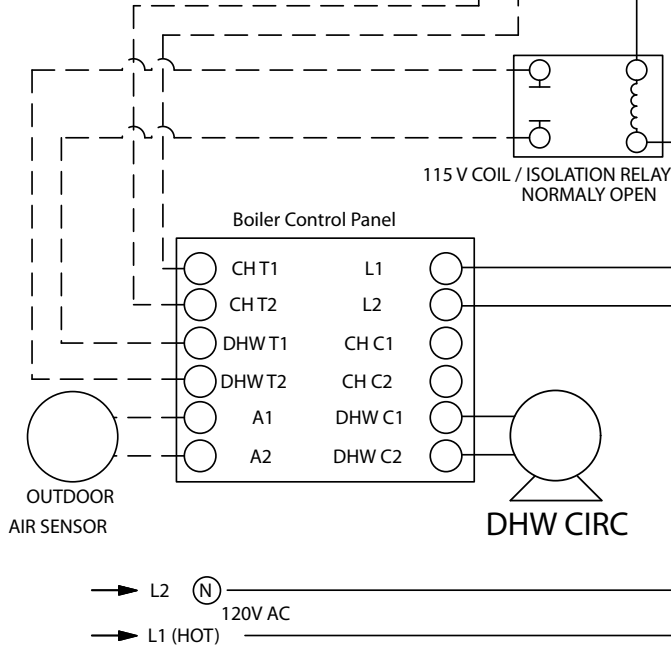 115 V COIL / ISOLATION RELAY
NORMALY OPEN
Boiler Control Panel
CH T1 L1
CH T2 L2
DHW T1 CH C1
DHW T2 CH C2
A1 DHW C1
A2 DHW C2
OUTDOOR
AIR SENSOR
DHW CIRC
L2 N
120V AC
L1 (HOT)